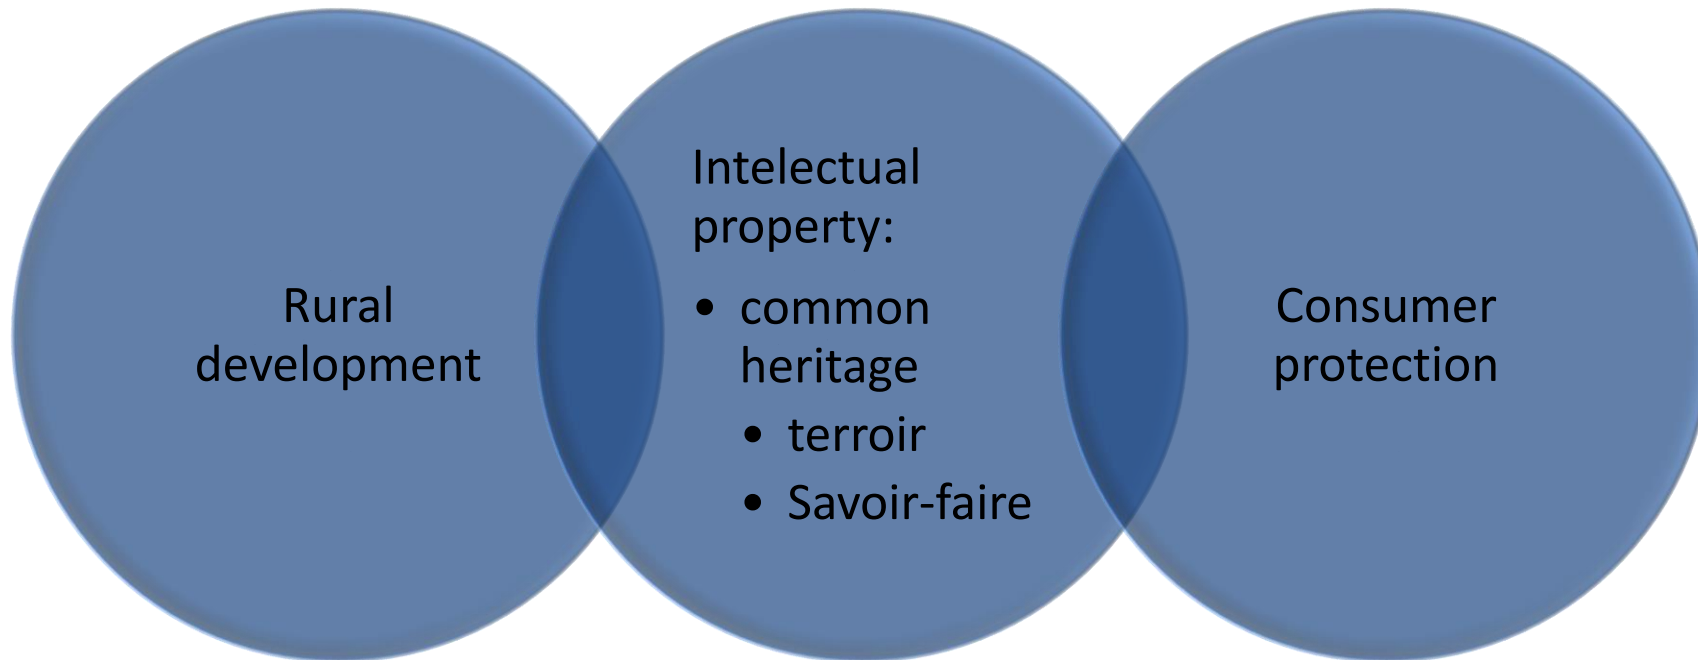 Rural
development
Intelectual
property:
• common
heritage
• terroir
• Savoir-faire
Consumer
protection